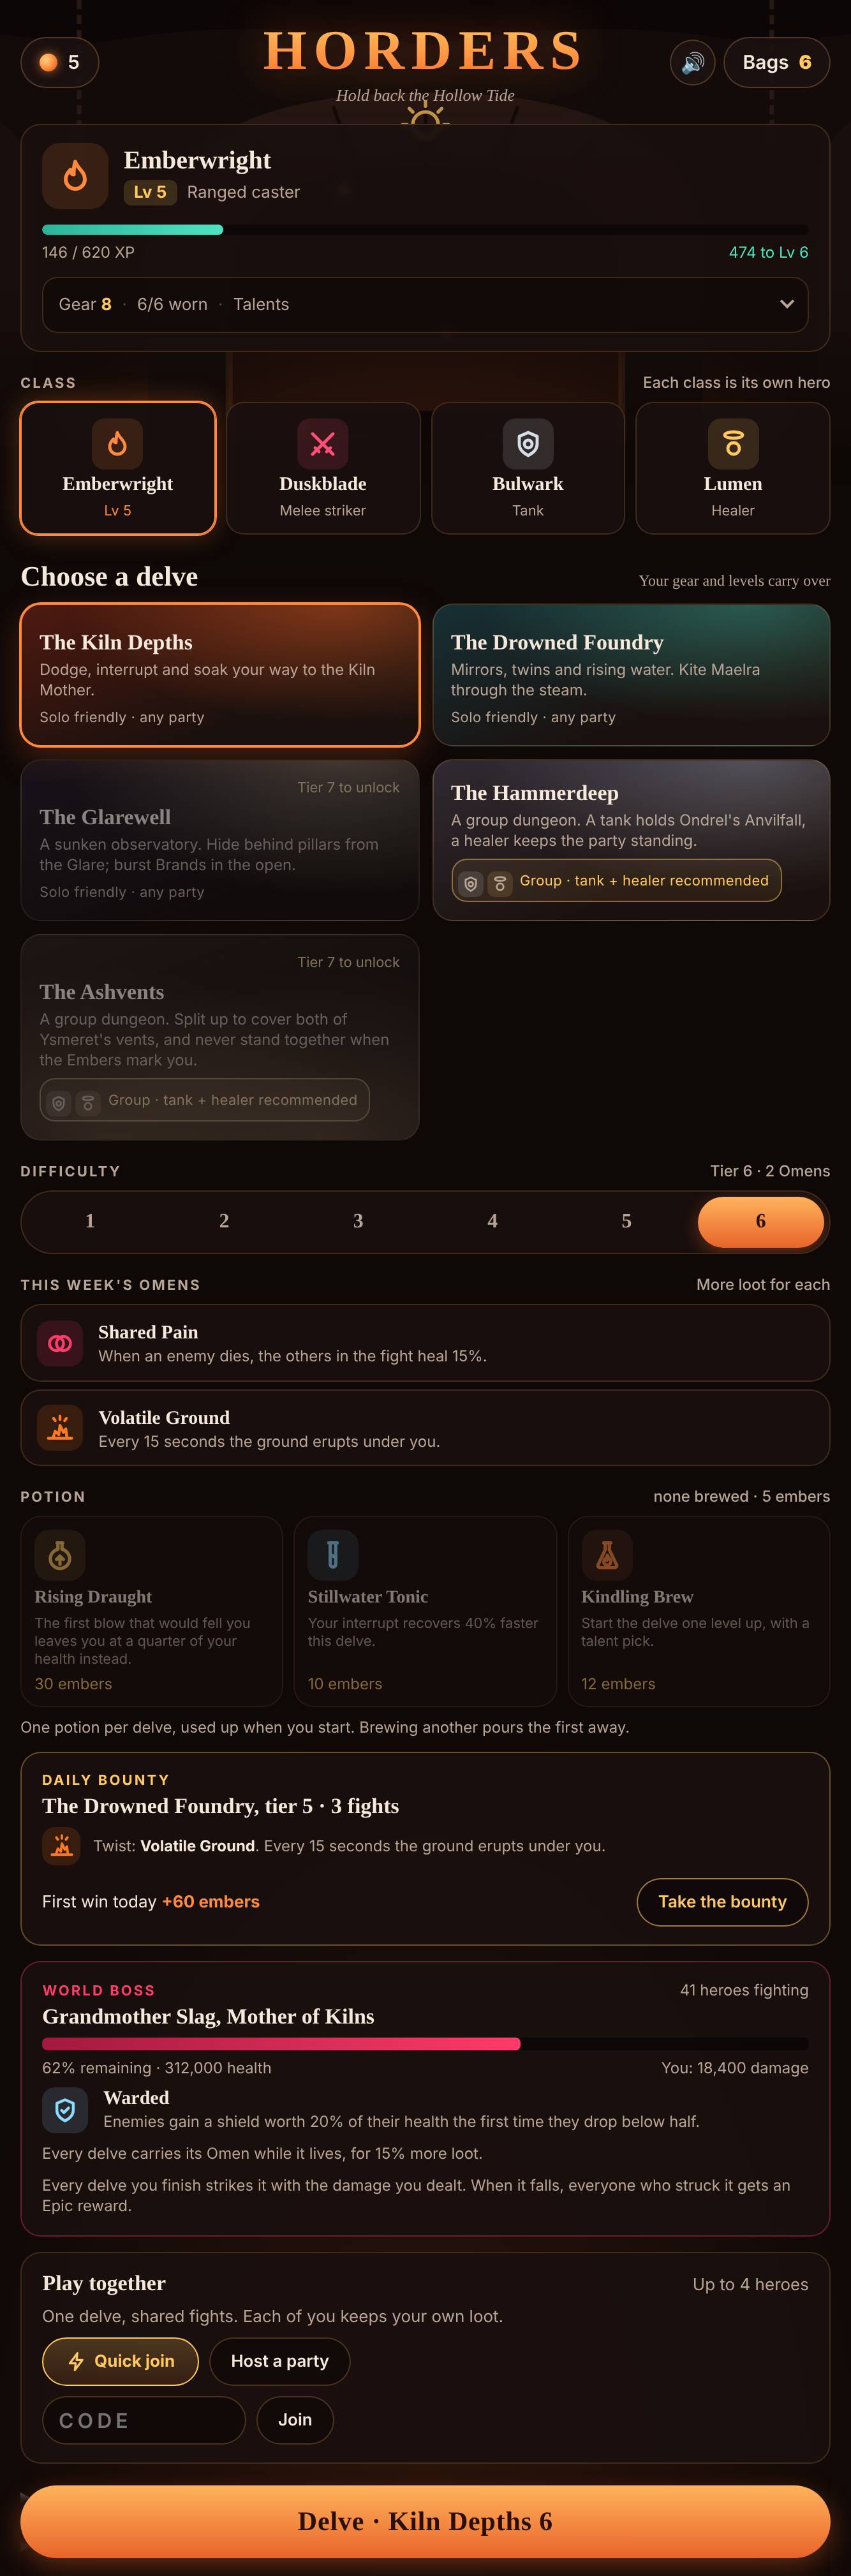 5
HORDERS
Bags 6
Hold back the Hollow Tide
Emberwright
Lv 5 Ranged caster
146 / 620 XP
474 to Lv 6
Gear 8 · 6/6 worn · Talents
CLASS
Each class is its own hero
Emberwright
Lv 5
Duskblade
Melee striker
Bulwark
Tank
Lumen
Healer
Choose a delve
Your gear and levels carry over
The Kiln Depths
Dodge, interrupt and soak your way to the Kiln
Mother.
Solo friendly · any party
The Drowned Foundry
Mirrors, twins and rising water. Kite Maelra
through the steam.
Solo friendly · any party
Tier 7 to unlock
The Glarewell
A sunken observatory. Hide behind pillars from
the Glare; burst Brands in the open.
Solo friendly · any party
The Hammerdeep
A group dungeon. A tank holds Ondrel's Anvilfall,
a healer keeps the party standing.
Group · tank + healer recommended
Tier 7 to unlock
The Ashvents
A group dungeon. Split up to cover both of
Ysmeret's vents, and never stand together when
the Embers mark you.
Group · tank + healer recommended
DIFFICULTY
Tier 6 · 2 Omens
1 2 3 4 5 6
THIS WEEK'S OMENS
More loot for each
Shared Pain
When an enemy dies, the others in the fight heal 15%.
Volatile Ground
Every 15 seconds the ground erupts under you.
POTION
none brewed · 5 embers
Rising Draught
The first blow that would fell you
leaves you at a quarter of your
health instead.
30 embers
Stillwater Tonic
Your interrupt recovers 40% faster
this delve.
10 embers
Kindling Brew
Start the delve one level up, with a
talent pick.
12 embers
One potion per delve, used up when you start. Brewing another pours the first away.
DAILY BOUNTY
The Drowned Foundry, tier 5 · 3 fights
Twist: Volatile Ground. Every 15 seconds the ground erupts under you.
First win today +60 embers
Take the bounty
WORLD BOSS
41 heroes fighting
Grandmother Slag, Mother of Kilns
62% remaining · 312,000 health
You: 18,400 damage
Warded
Enemies gain a shield worth 20% of their health the first time they drop below half.
Every delve carries its Omen while it lives, for 15% more loot.
Every delve you finish strikes it with the damage you dealt. When it falls, everyone who struck it gets an
Epic reward.
Play together
Up to 4 heroes
One delve, shared fights. Each of you keeps your own loot.
Quick join
Host a party
CODE
Join
Delve · Kiln Depths 6